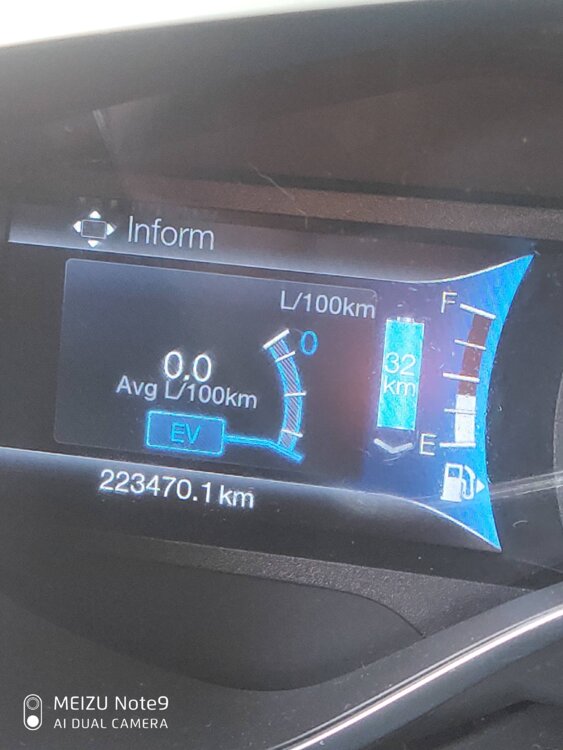 Inform
L/100km
F
0
0.0
32
km
Avg L/100km
EV
E
223470.1 km
MEIZU Note9
AI DUAL CAMERA